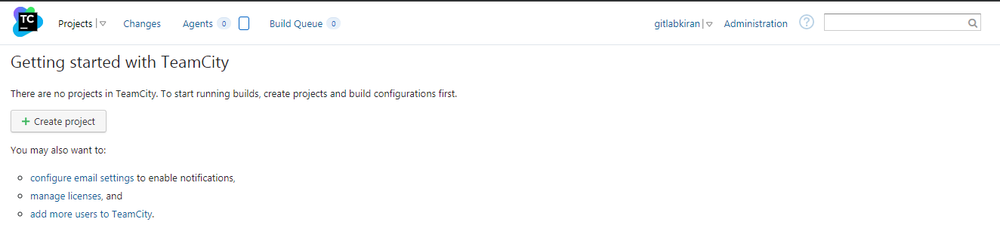 TC Projects Changes Agents 0 Build Queue 0 gitlabkiran Administration ?
Getting started with TeamCity
There are no projects in TeamCity. To start running builds, create projects and build configurations first.
+ Create project
You may also want to:
configure email settings to enable notifications,
manage licenses, and
add more users to TeamCity.